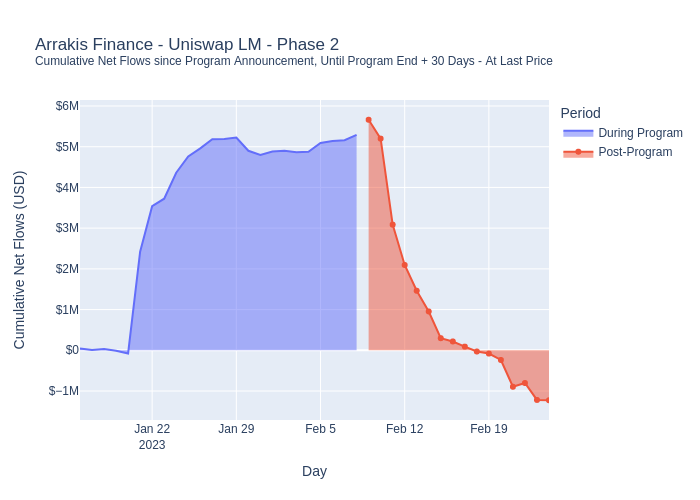 Arrakis Finance - Uniswap LM - Phase 2
Cumulative Net Flows since Program Announcement, Until Program End + 30 Days - At Last Price
Period
During Program
Post-Program
Cumulative Net Flows (USD)
$6M
$5M
$4M
$3M
$2M
$1M
$0
$−1M
Jan 22
2023
Jan 29
Feb 5
Feb 12
Feb 19
Day